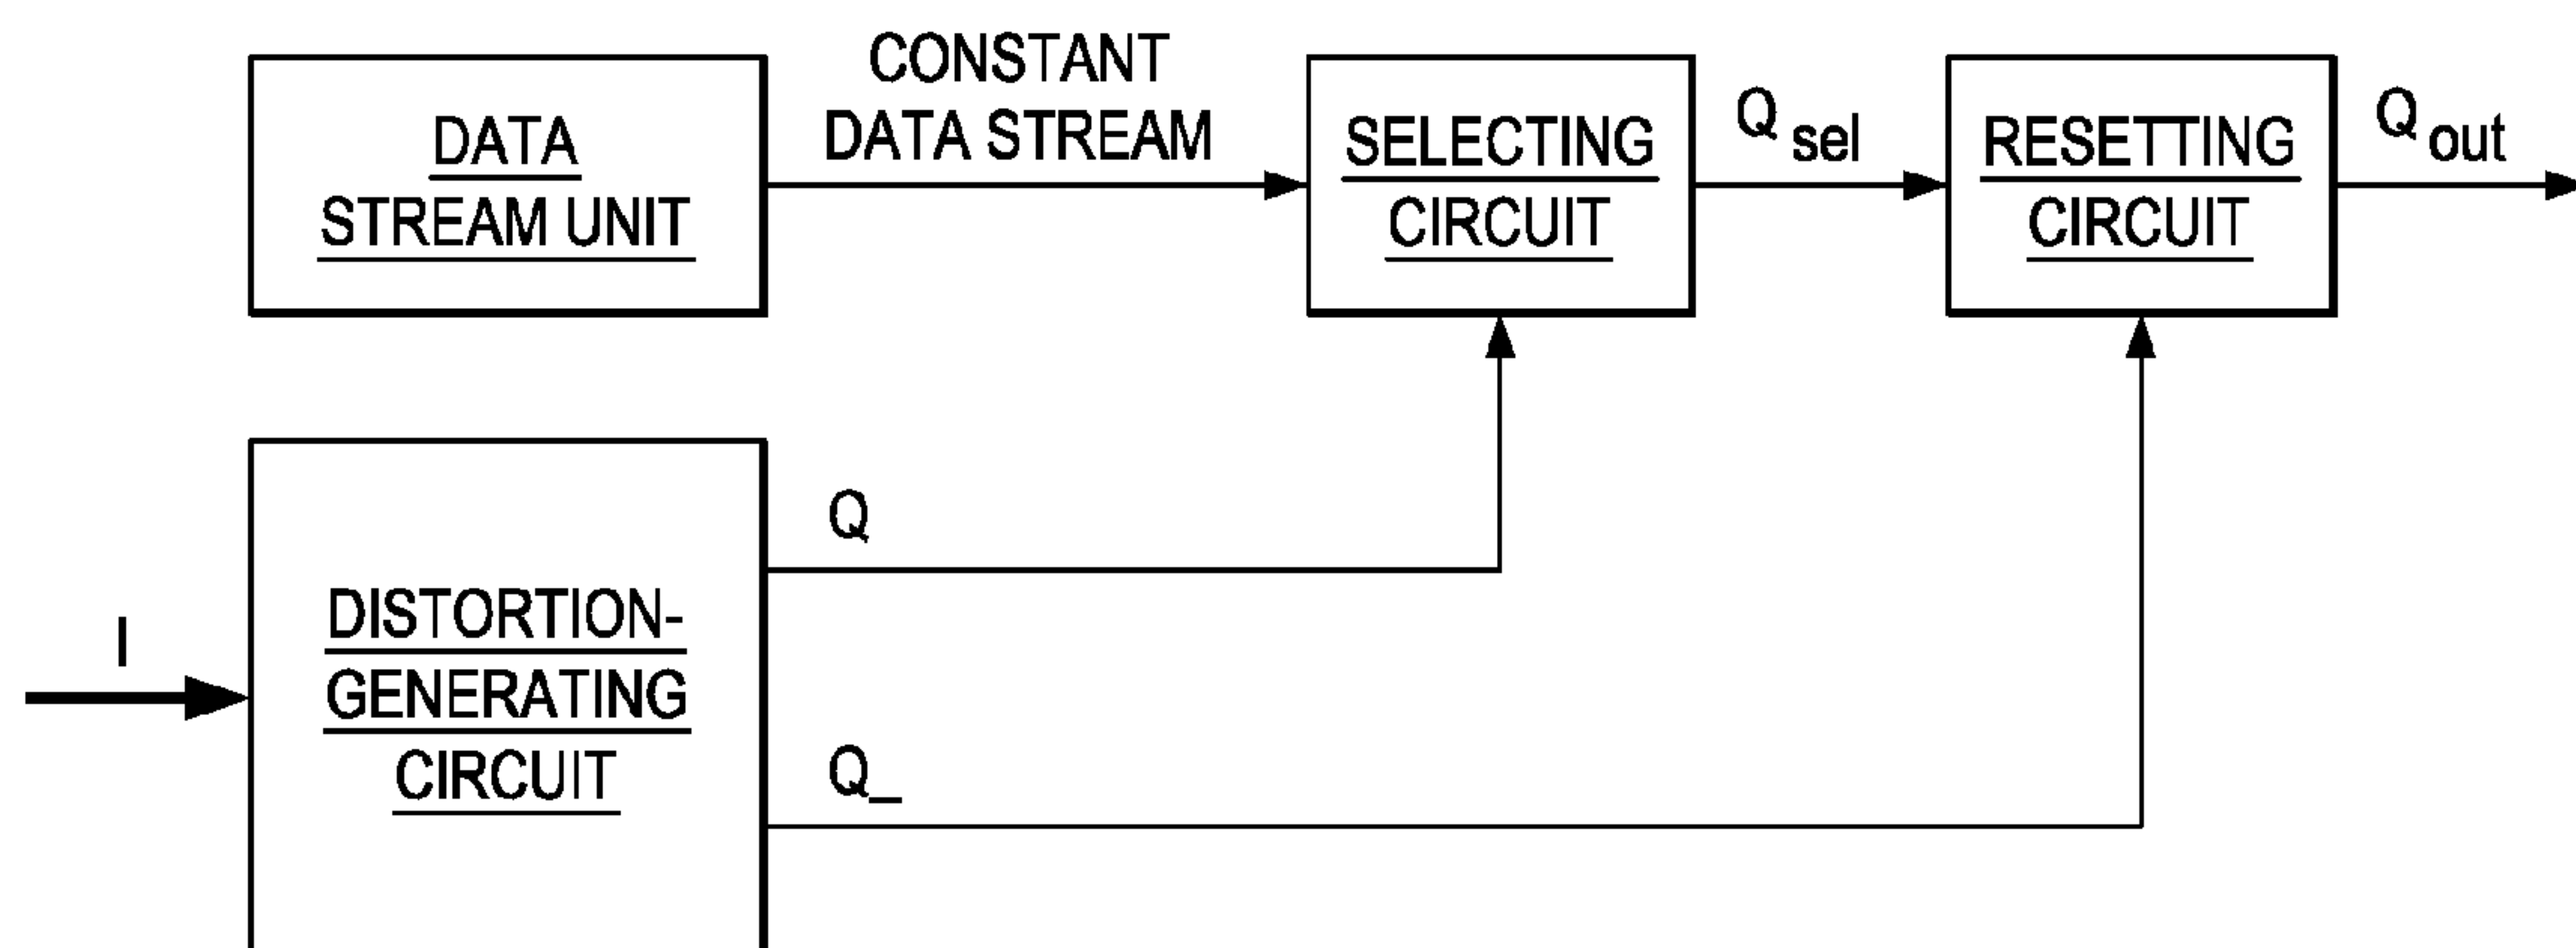 CONSTANT
DATA STREAM
DATA
STREAM UNIT
SELECTING
CIRCUIT
Q sel
RESETTING
CIRCUIT
Q out
I
DISTORTION-
GENERATING
CIRCUIT
Q
Q_